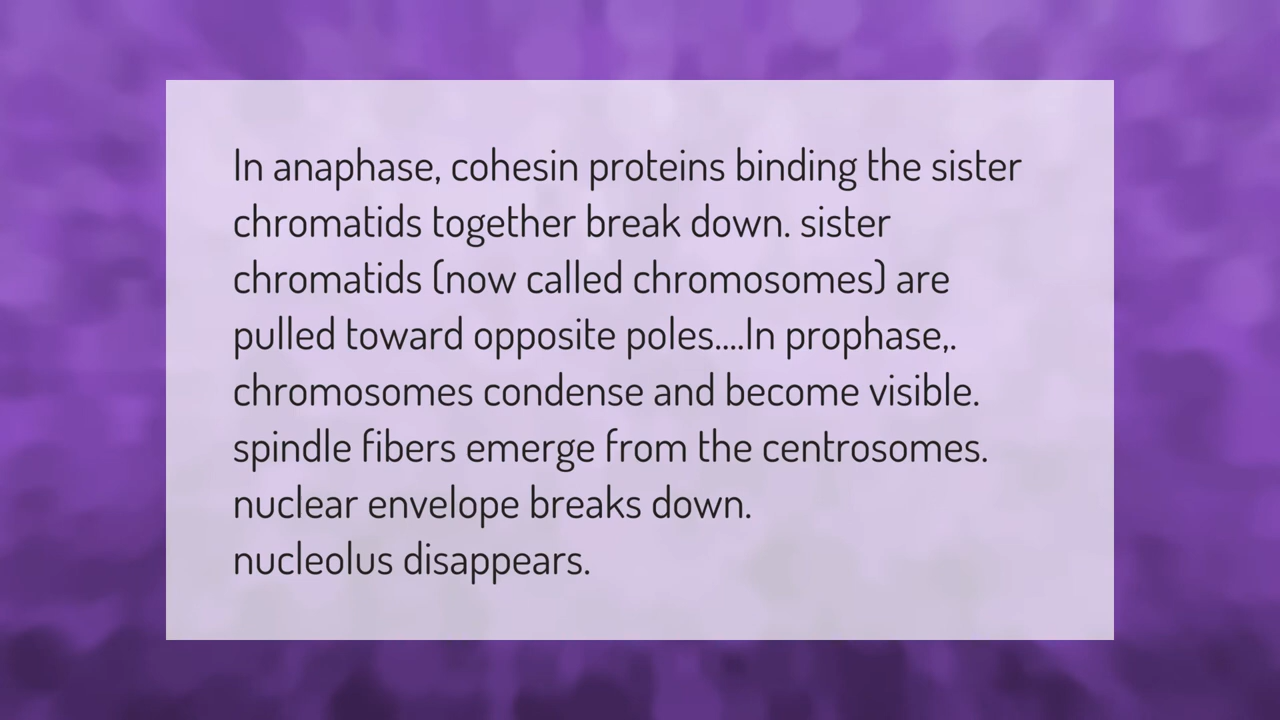 In anaphase, cohesin proteins binding the sister
chromatids together break down. sister
chromatids (now called chromosomes) are
pulled toward opposite poles....In prophase,.
chromosomes condense and become visible.
spindle fibers emerge from the centrosomes.
nuclear envelope breaks down.
nucleolus disappears.